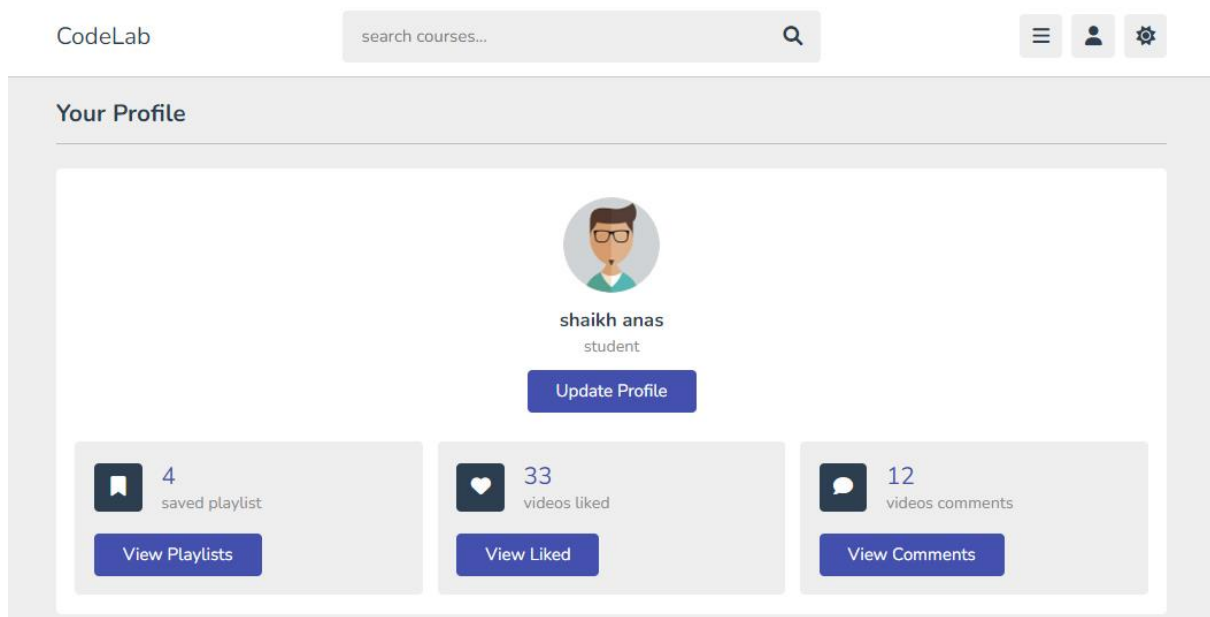 CodeLab
search courses...
Your Profile
shaikh anas
student
Update Profile
4
saved playlist
View Playlists
33
videos liked
View Liked
12
videos comments
View Comments